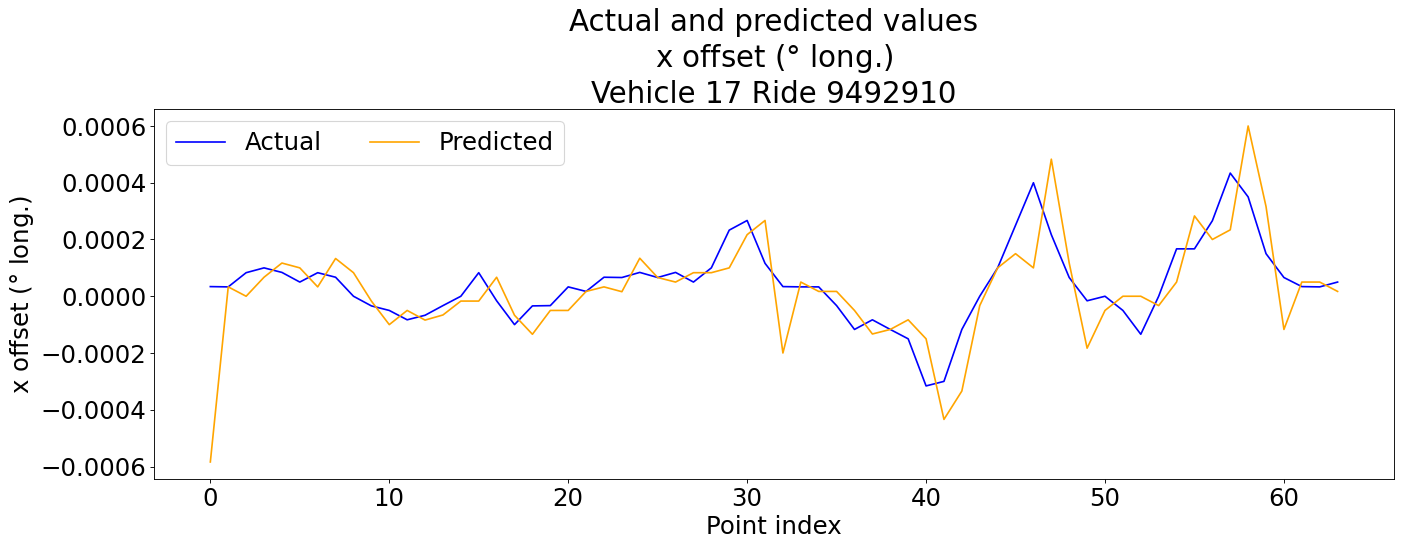 Actual and predicted values
x offset (° long.)
Vehicle 17 Ride 9492910
Actual
Predicted
x offset (° long.)
0.0006
0.0004
0.0002
0.0000
−0.0002
−0.0004
−0.0006
0 10 20 30 40 50 60
Point index